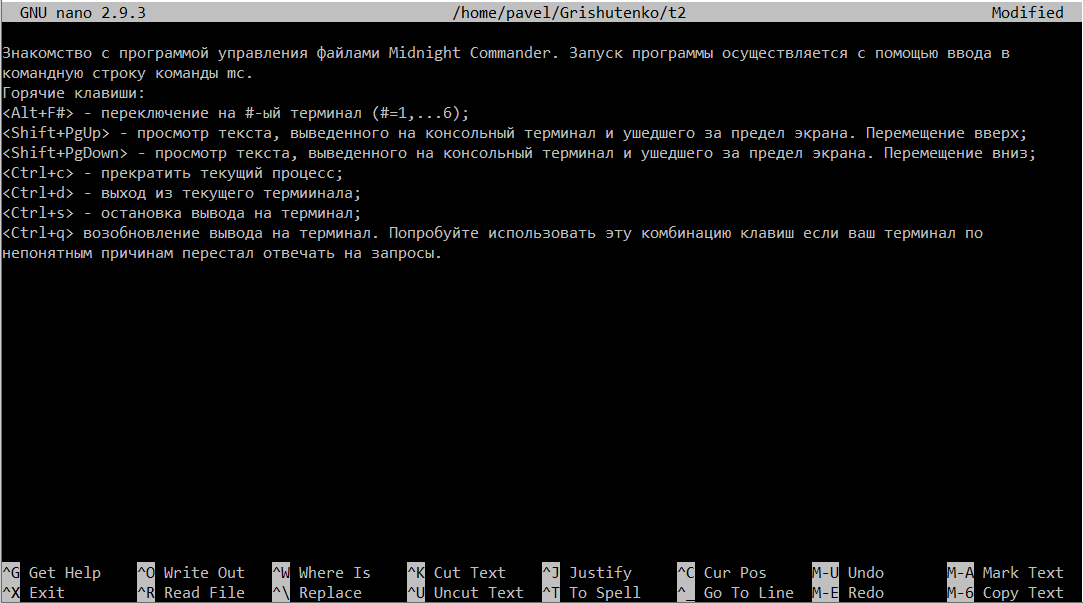 GNU nano 2.9.3 /home/pavel/Grishutenko/t2 Modified
Знакомство с программой управления файлами Midnight Commander. Запуск программы осуществляется с помощью ввода в
командную строку команды mc.
Горячие клавиши:
<Alt+F#> - переключение на #-ый терминал (#=1,...6);
<Shift+PgUp> - просмотр текста, выведенного на консольный терминал и ушедшего за предел экрана. Перемещение вверх;
<Shift+PgDown> - просмотр текста, выведенного на консольный терминал и ушедшего за предел экрана. Перемещение вниз;
<Ctrl+c> - прекратить текущий процесс;
<Ctrl+d> - выход из текущего термиинала;
<Ctrl+s> - остановка вывода на терминал;
<Ctrl+q> возобновление вывода на терминал. Попробуйте использовать эту комбинацию клавиш если ваш терминал по
непонятным причинам перестал отвечать на запросы.
^G Get Help ^O Write Out ^W Where Is ^K Cut Text ^J Justify ^C Cur Pos M-U Undo M-A Mark Text
^X Exit ^R Read File ^\ Replace ^U Uncut Text ^T To Spell ^_ Go To Line M-E Redo M-6 Copy Text